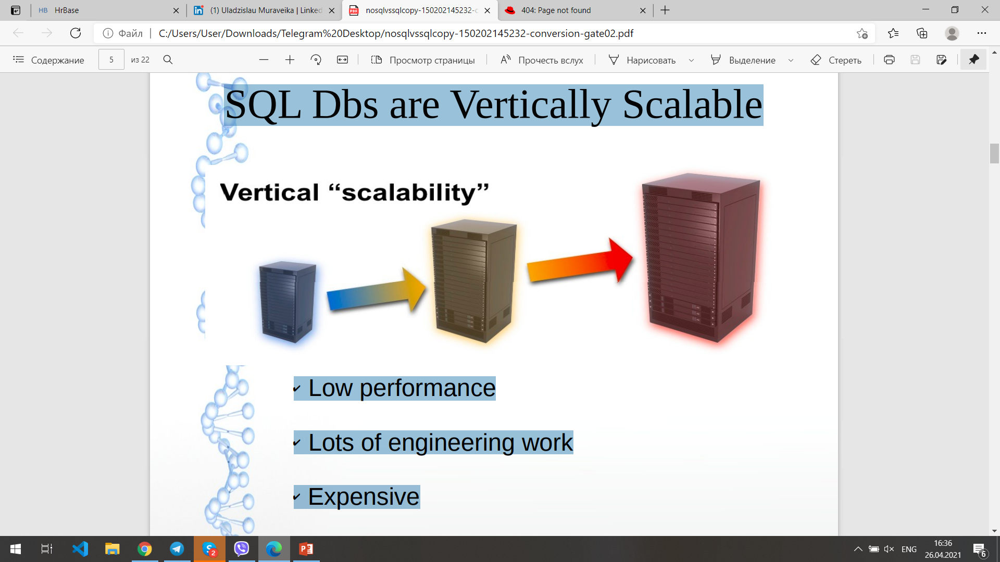 HB HrBase
(1) Uladzislau Muraveika | Linked
nosqlvssqlcopy-150202145232-c
404: Page not found
Файл
C:/Users/User/Downloads/Telegram%20Desktop/nosqlvssqlcopy-150202145232-conversion-gate02.pdf
Содержание
5
из 22
Просмотр страницы
Прочесть вслух
Нарисовать
Выделение
Стереть
SQL Dbs are Vertically Scalable
Vertical “scalability”
✔ Low performance
✔ Lots of engineering work
✔ Expensive
2
ENG
16:36
26.04.2021
6